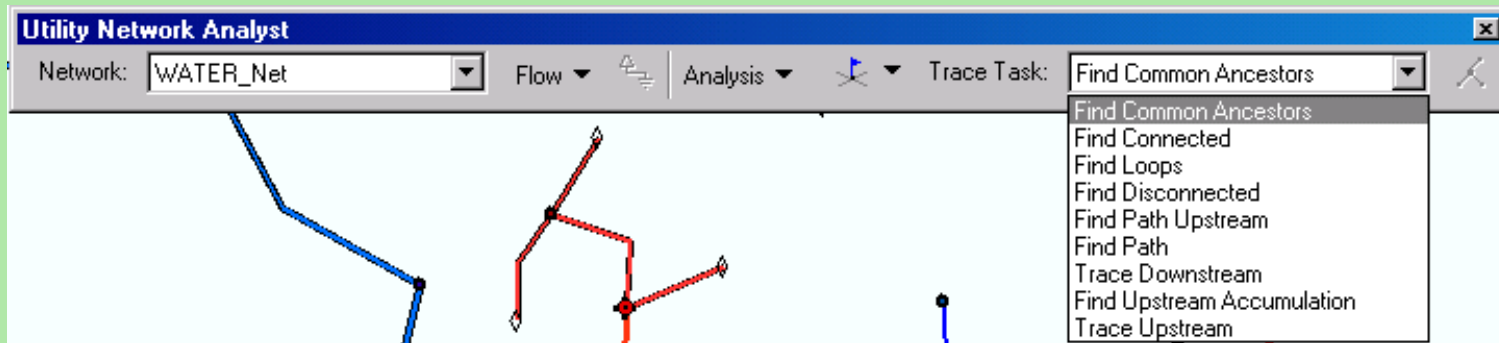 Utility Network Analyst
Network: WATER_Net Flow Analysis Trace Task: Find Common Ancestors
Find Common Ancestors
Find Connected
Find Loops
Find Disconnected
Find Path Upstream
Find Path
Trace Downstream
Find Upstream Accumulation
Trace Upstream